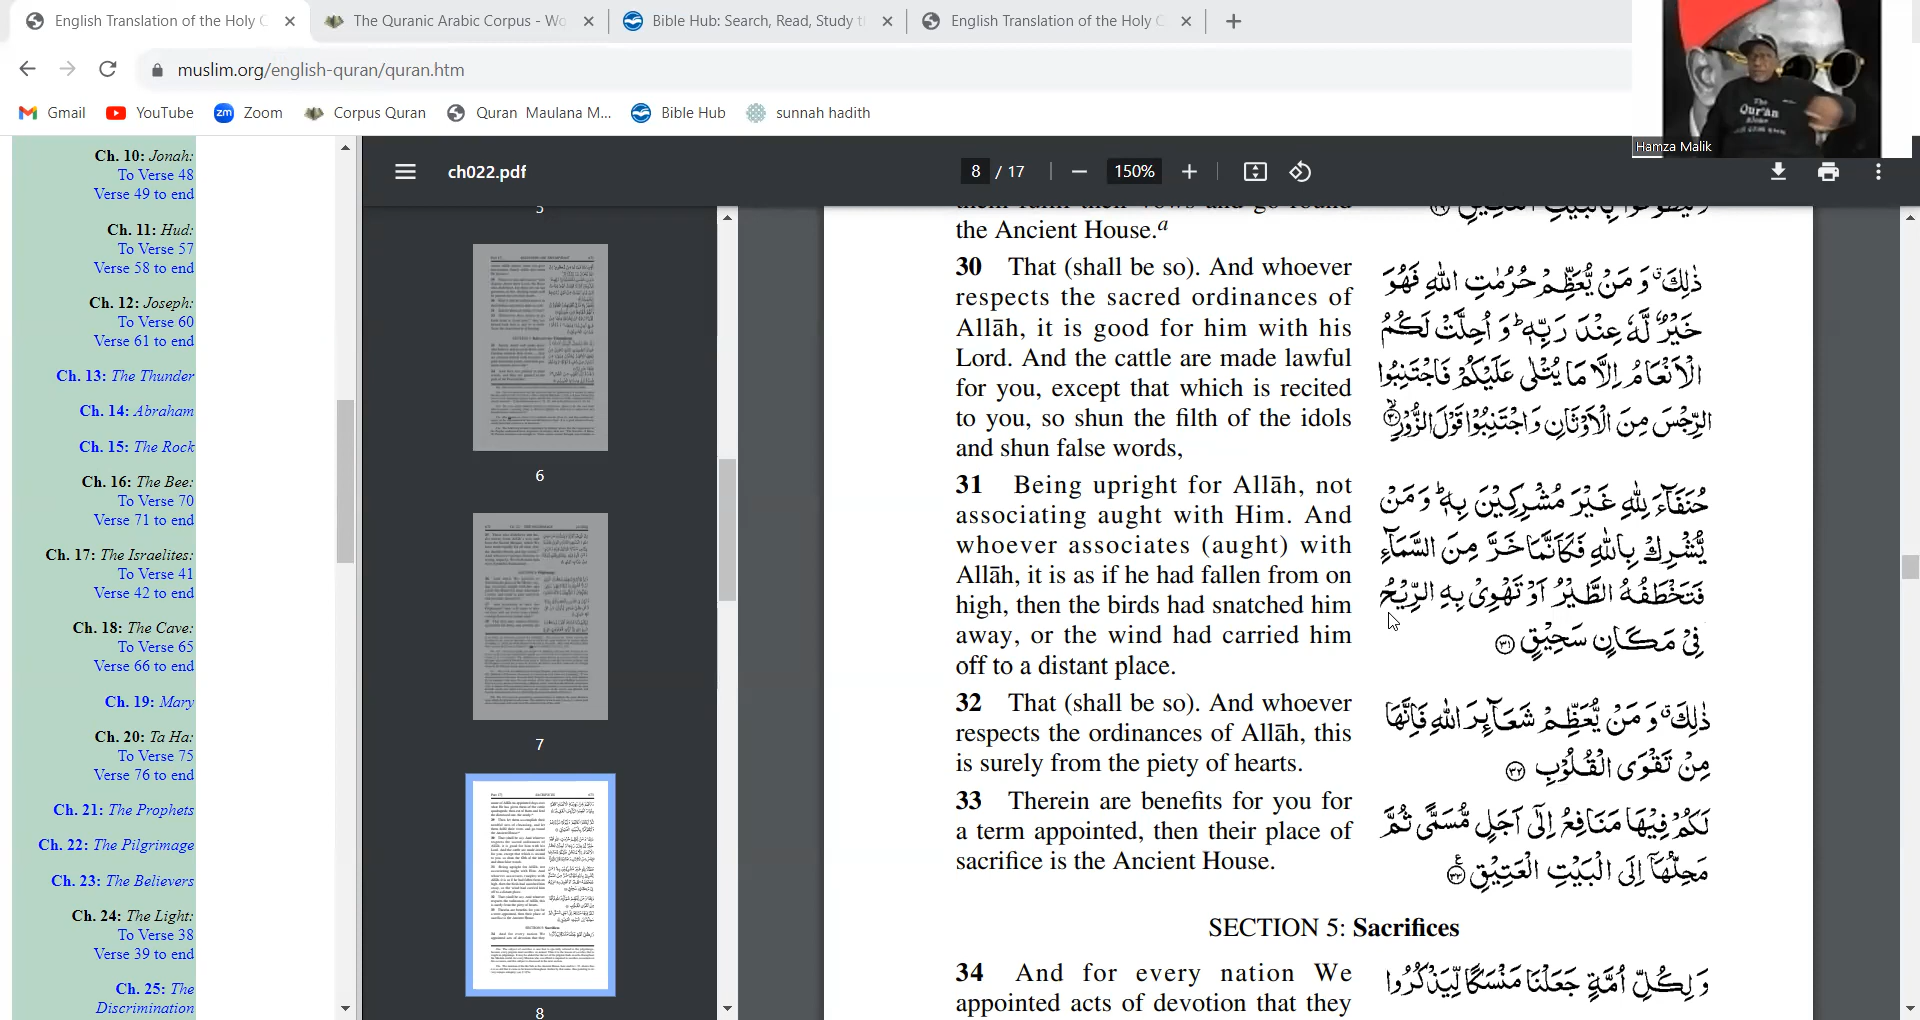 English Translation of the Holy Q
The Quranic Arabic Corpus - Wo
Bible Hub: Search, Read, Study t
English Translation of the Holy Q
muslim.org/english-quran/quran.htm
Gmail
YouTube
zm Zoom
Corpus Quran
Quran Maulana M...
Bible Hub
sunnah hadith
The
Qur'an
Hamza Malik
Ch. 10: Jonah:
To Verse 48
Verse 49 to end
Ch. 11: Hud:
To Verse 57
Verse 58 to end
Ch. 12: Joseph:
To Verse 60
Verse 61 to end
Ch. 13: The Thunder
Ch. 14: Abraham
Ch. 15: The Rock
Ch. 16: The Bee:
To Verse 70
Verse 71 to end
Ch. 17: The Israelites:
To Verse 41
Verse 42 to end
Ch. 18: The Cave:
To Verse 65
Verse 66 to end
Ch. 19: Mary
Ch. 20: Ta Ha:
To Verse 75
Verse 76 to end
Ch. 21: The Prophets
Ch. 22: The Pilgrimage
Ch. 23: The Believers
Ch. 24: The Light:
To Verse 38
Verse 39 to end
Ch. 25: The
Discrimination
ch022.pdf
8 / 17
150%
5
6
7
8
them fulfil their vows and go round
the Ancient House.a
30 That (shall be so). And whoever
respects the sacred ordinances of
Allāh, it is good for him with his
Lord. And the cattle are made lawful
for you, except that which is recited
to you, so shun the filth of the idols
and shun false words,
31 Being upright for Allāh, not
associating aught with Him. And
whoever associates (aught) with
Allāh, it is as if he had fallen from on
high, then the birds had snatched him
away, or the wind had carried him
off to a distant place.
32 That (shall be so). And whoever
respects the ordinances of Allāh, this
is surely from the piety of hearts.
33 Therein are benefits for you for
a term appointed, then their place of
sacrifice is the Ancient House.
وَلْيَطَّوَّفُوْا بِالْبَيْتِ الْعَتِيْقِ ﴿۲۹﴾
ذٰلِكَ ۗ وَ مَنْ يُّعَظِّمْ حُرُمٰتِ اللّٰهِ فَهُوَ
خَيْرٌ لَّهٗ عِنْدَ رَبِّهٖ ؕ وَ اُحِلَّتْ لَكُمُ
الْاَنْعَامُ اِلَّا مَا يُتْلٰى عَلَيْكُمْ فَاجْتَنِبُوا
الرِّجْسَ مِنَ الْاَوْثَانِ وَ اجْتَنِبُوْا قَوْلَ الزُّوْرِ ﴿۳۰﴾
حُنَفَآءَ لِلّٰهِ غَيْرَ مُشْرِكِيْنَ بِهٖ ؕ وَ مَنْ
يُّشْرِكْ بِاللّٰهِ فَكَاَنَّمَا خَرَّ مِنَ السَّمَآءِ
فَتَخْطَفُهُ الطَّيْرُ اَوْ تَهْوِيْ بِهِ الرِّيْحُ
فِيْ مَكَانٍ سَحِيْقٍ ﴿۳۱﴾
ذٰلِكَ ۗ وَ مَنْ يُّعَظِّمْ شَعَآئِرَ اللّٰهِ فَاِنَّهَا
مِنْ تَقْوَى الْقُلُوْبِ ﴿۳۲﴾
لَكُمْ فِيْهَا مَنَافِعُ اِلٰٓى اَجَلٍ مُّسَمًّى ثُمَّ
مَحِلُّهَاۤ اِلَى الْبَيْتِ الْعَتِيْقِ ﴿۳۳﴾
SECTION 5: Sacrifices
34 And for every nation We
appointed acts of devotion that they
وَ لِكُلِّ اُمَّةٍ جَعَلْنَا مَنْسَكًا لِّيَذْكُرُوا